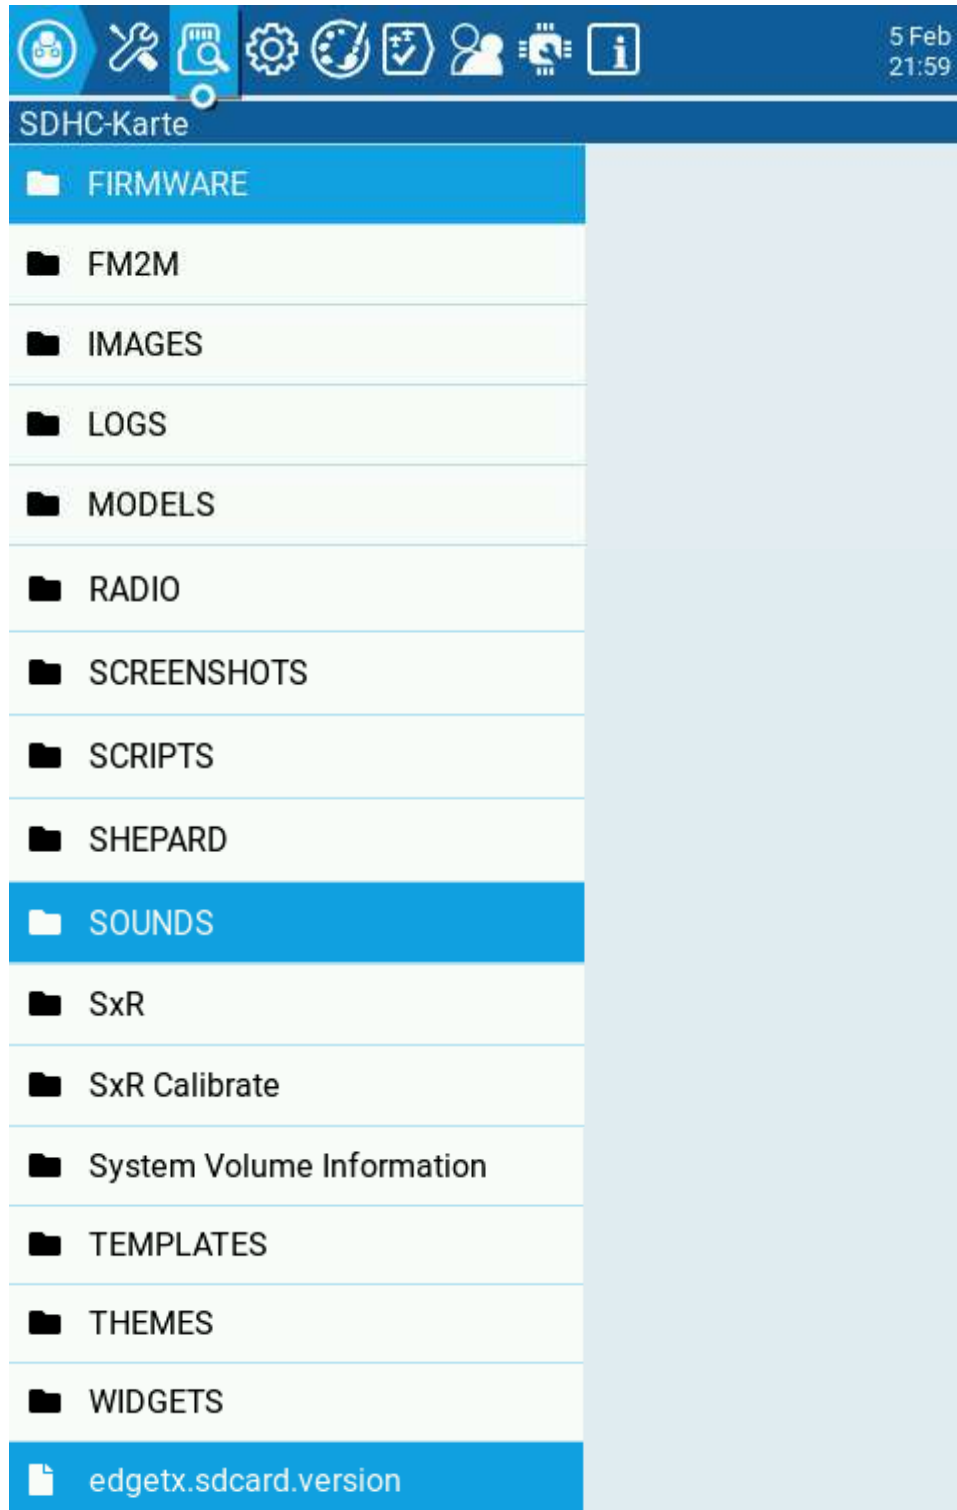 5 Feb
21:59
SDHC-Karte
FIRMWARE
FM2M
IMAGES
LOGS
MODELS
RADIO
SCREENSHOTS
SCRIPTS
SHEPARD
SOUNDS
SxR
SxR Calibrate
System Volume Information
TEMPLATES
THEMES
WIDGETS
edgetx.sdcard.version